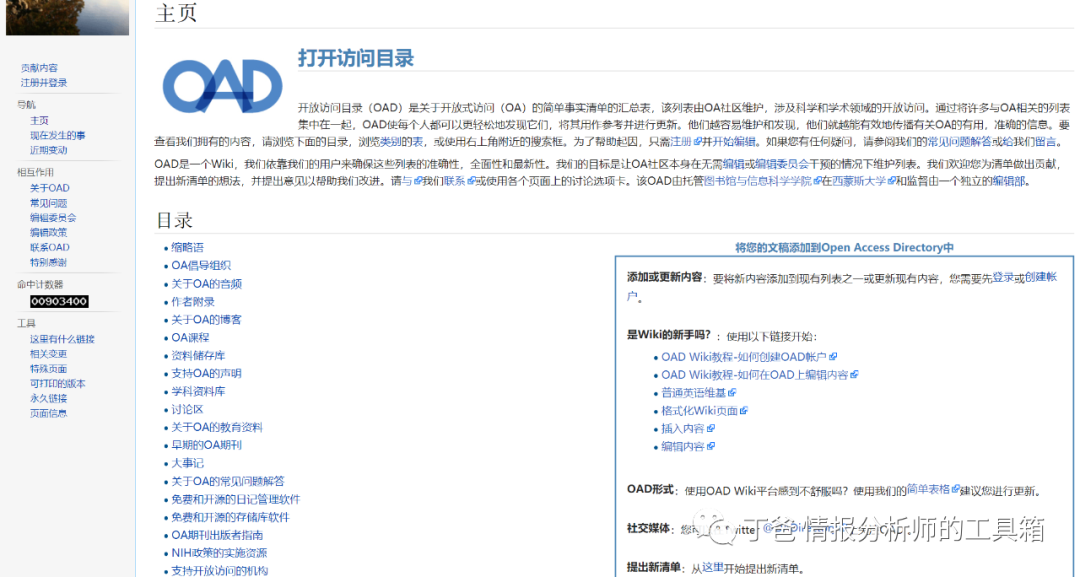 主页
OAD
打开访问目录
开放访问目录（OAD）是关于开放式访问（OA）的简单事实清单的汇总表，该列表由OA社区维护，涉及科学和学术领域的开放访问。通过将许多与OA相关的列表
集中在一起，OAD使每个人都可以更轻松地发现它们，将其用作参考并进行更新。他们越容易维护和发现，他们就越能有效地传播有关OA的有用，准确的信息。要
查看我们拥有的内容，请浏览下面的目录，浏览类别的表，或使用右上角附近的搜索框。为了帮助起因，只需注册并开始编辑。如果您有任何疑问，请参阅我们的常见问题解答或给我们留言。
OAD是一个Wiki，我们依靠我们的用户来确保这些列表的准确性，全面性和最新性。我们的目标是让OA社区本身在无需编辑或编辑委员会干预的情况下维护列表。我们欢迎您为清单做出贡献，
提出新清单的想法，并提出意见以帮助我们改进。请与我们联系或使用各个页面上的讨论选项卡。该OAD由托管图书馆与信息科学学院在西蒙斯大学和监督由一个独立的编辑部。
贡献内容
注册并登录
导航
主页
现在发生的事
近期变动
相互作用
关于OAD
常见问题
编辑委员会
编辑政策
联系OAD
特别感谢
命中计数器
00903400
工具
这里有什么链接
相关变更
特殊页面
可打印的版本
永久链接
页面信息
目录
缩略语
OA倡导组织
关于OA的音频
作者附录
关于OA的博客
OA课程
资料储存库
支持OA的声明
学科资料库
讨论区
关于OA的教育资料
早期的OA期刊
大事记
关于OA的常见问题解答
免费和开源的日记管理软件
免费和开源的存储库软件
OA期刊出版者指南
NIH政策的实施资源
支持开放访问的机构
将您的文稿添加到Open Access Directory中
添加或更新内容：要将新内容添加到现有列表之一或更新现有内容，您需要先登录或创建帐
户。
是Wiki的新手吗？：使用以下链接开始：
OAD Wiki教程-如何创建OAD帐户
OAD Wiki教程-如何在OAD上编辑内容
普通英语维基
格式化Wiki页面
插入内容
编辑内容
OAD形式：使用OAD Wiki平台感到不舒服吗？使用我们的简单表格建议您进行更新。
社交媒体：您
丁爸 情报分析师的工具箱
提出新清单：从这里开始提出新清单。